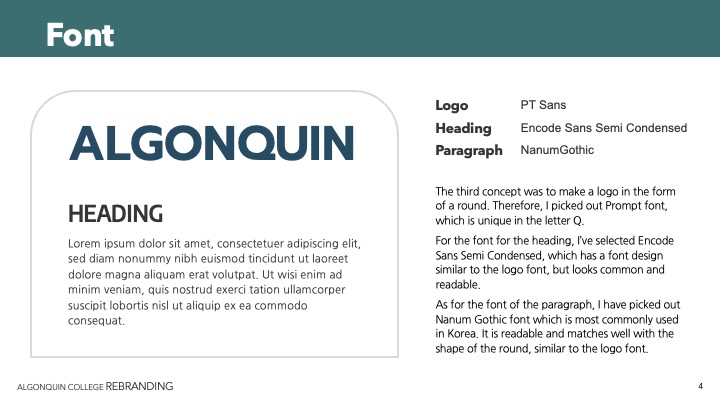 Font
ALGONQUIN
HEADING
Lorem ipsum dolor sit amet, consectetuer adipiscing elit,
sed diam nonummy nibh euismod tincidunt ut laoreet
dolore magna aliquam erat volutpat. Ut wisi enim ad
minim veniam, quis nostrud exerci tation ullamcorper
suscipit lobortis nisl ut aliquip ex ea commodo
consequat.
Logo PT Sans
Heading Encode Sans Semi Condensed
Paragraph NanumGothic
The third concept was to make a logo in the form
of a round. Therefore, I picked out Prompt font,
which is unique in the letter Q.
For the font for the heading, I've selected Encode
Sans Semi Condensed, which has a font design
similar to the logo font, but looks common and
readable.
As for the font of the paragraph, I have picked out
Nanum Gothic font which is most commonly used
in Korea. It is readable and matches well with the
shape of the round, similar to the logo font.
ALGONQUIN COLLEGE REBRANDING
4